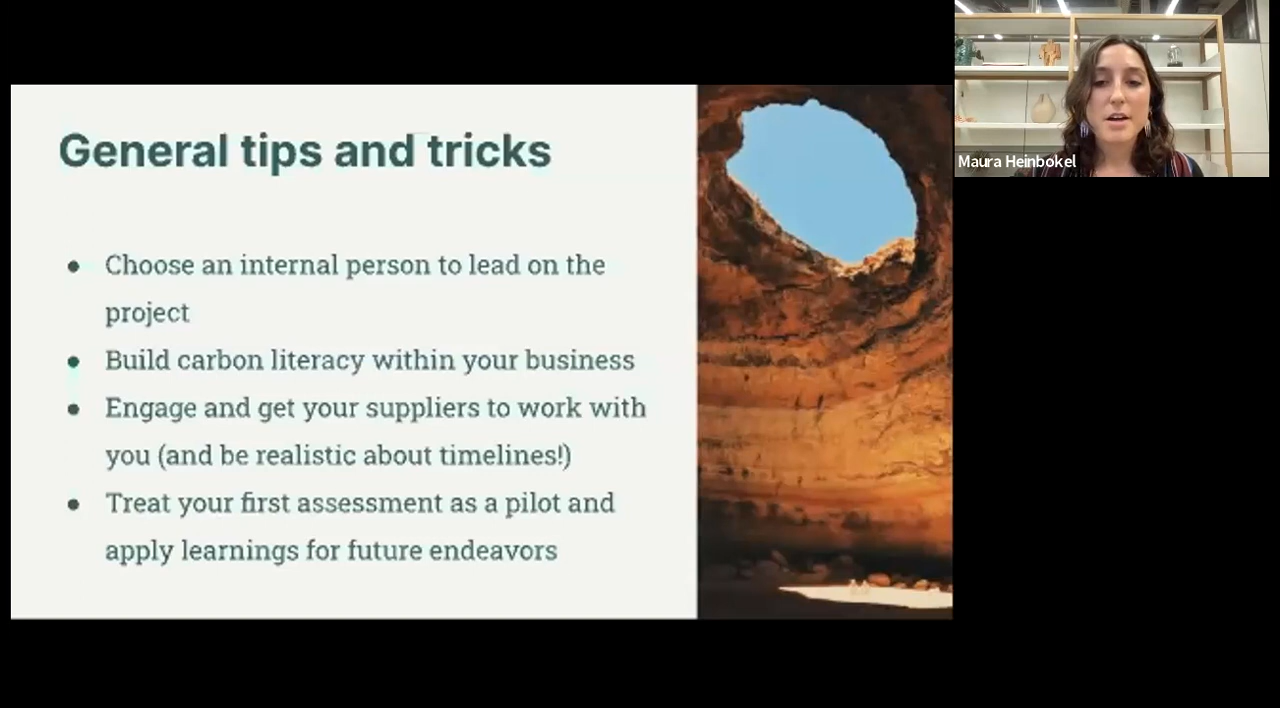 General tips and tricks
● Choose an internal person to lead on the
project
● Build carbon literacy within your business
● Engage and get your suppliers to work with
you (and be realistic about timelines!)
● Treat your first assessment as a pilot and
apply learnings for future endeavors
Maura Heinbokel